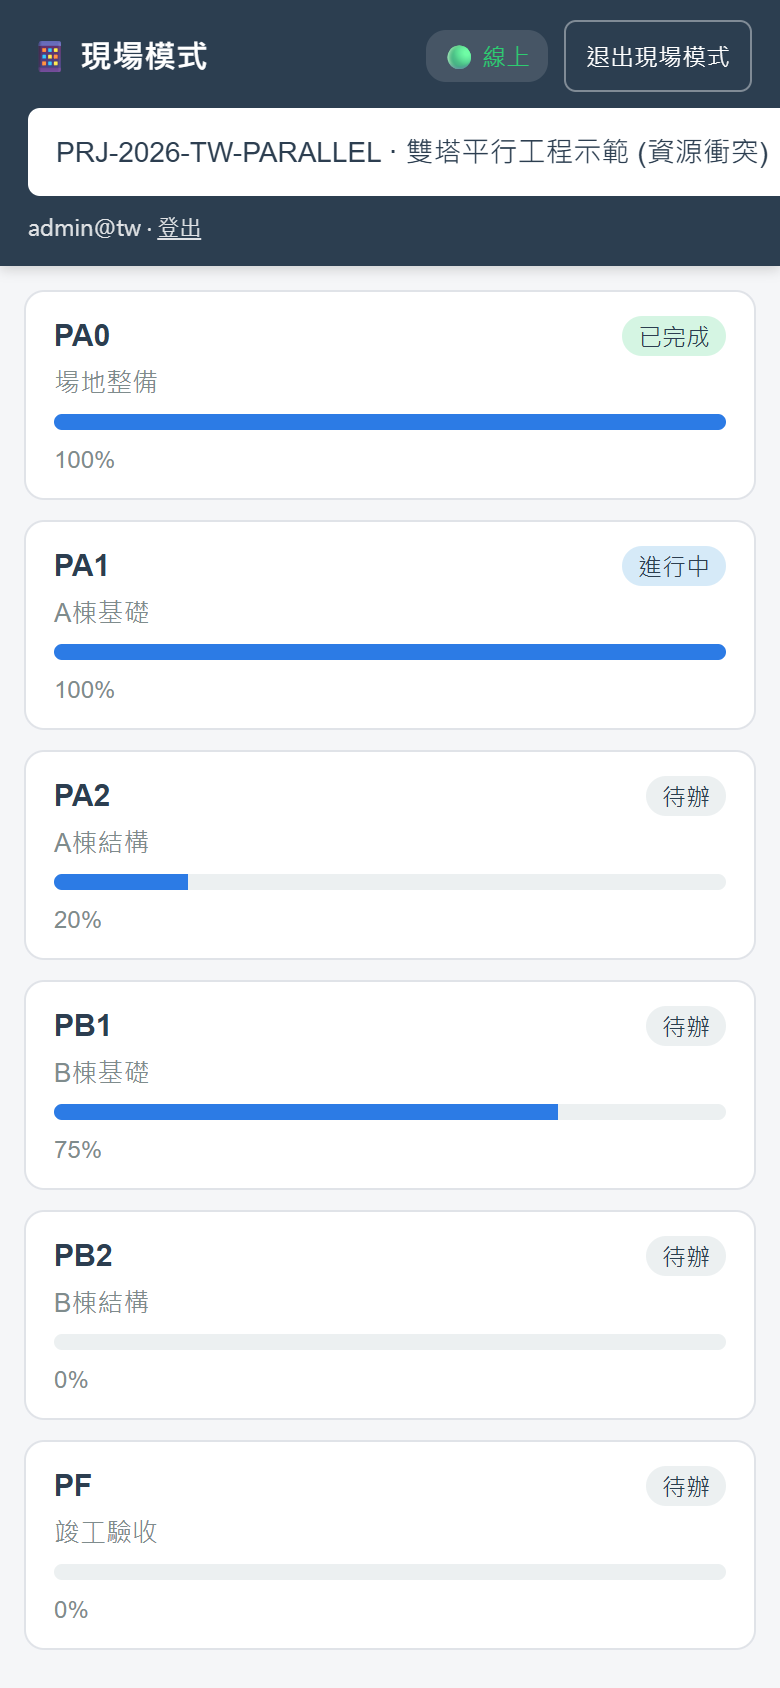 現場模式
線上
退出現場模式
PRJ-2026-TW-PARALLEL · 雙塔平行工程示範 (資源衝突)
admin@tw · 登出
PA0
已完成
場地整備
100%
PA1
進行中
A棟基礎
100%
PA2
待辦
A棟結構
20%
PB1
待辦
B棟基礎
75%
PB2
待辦
B棟結構
0%
PF
待辦
竣工驗收
0%